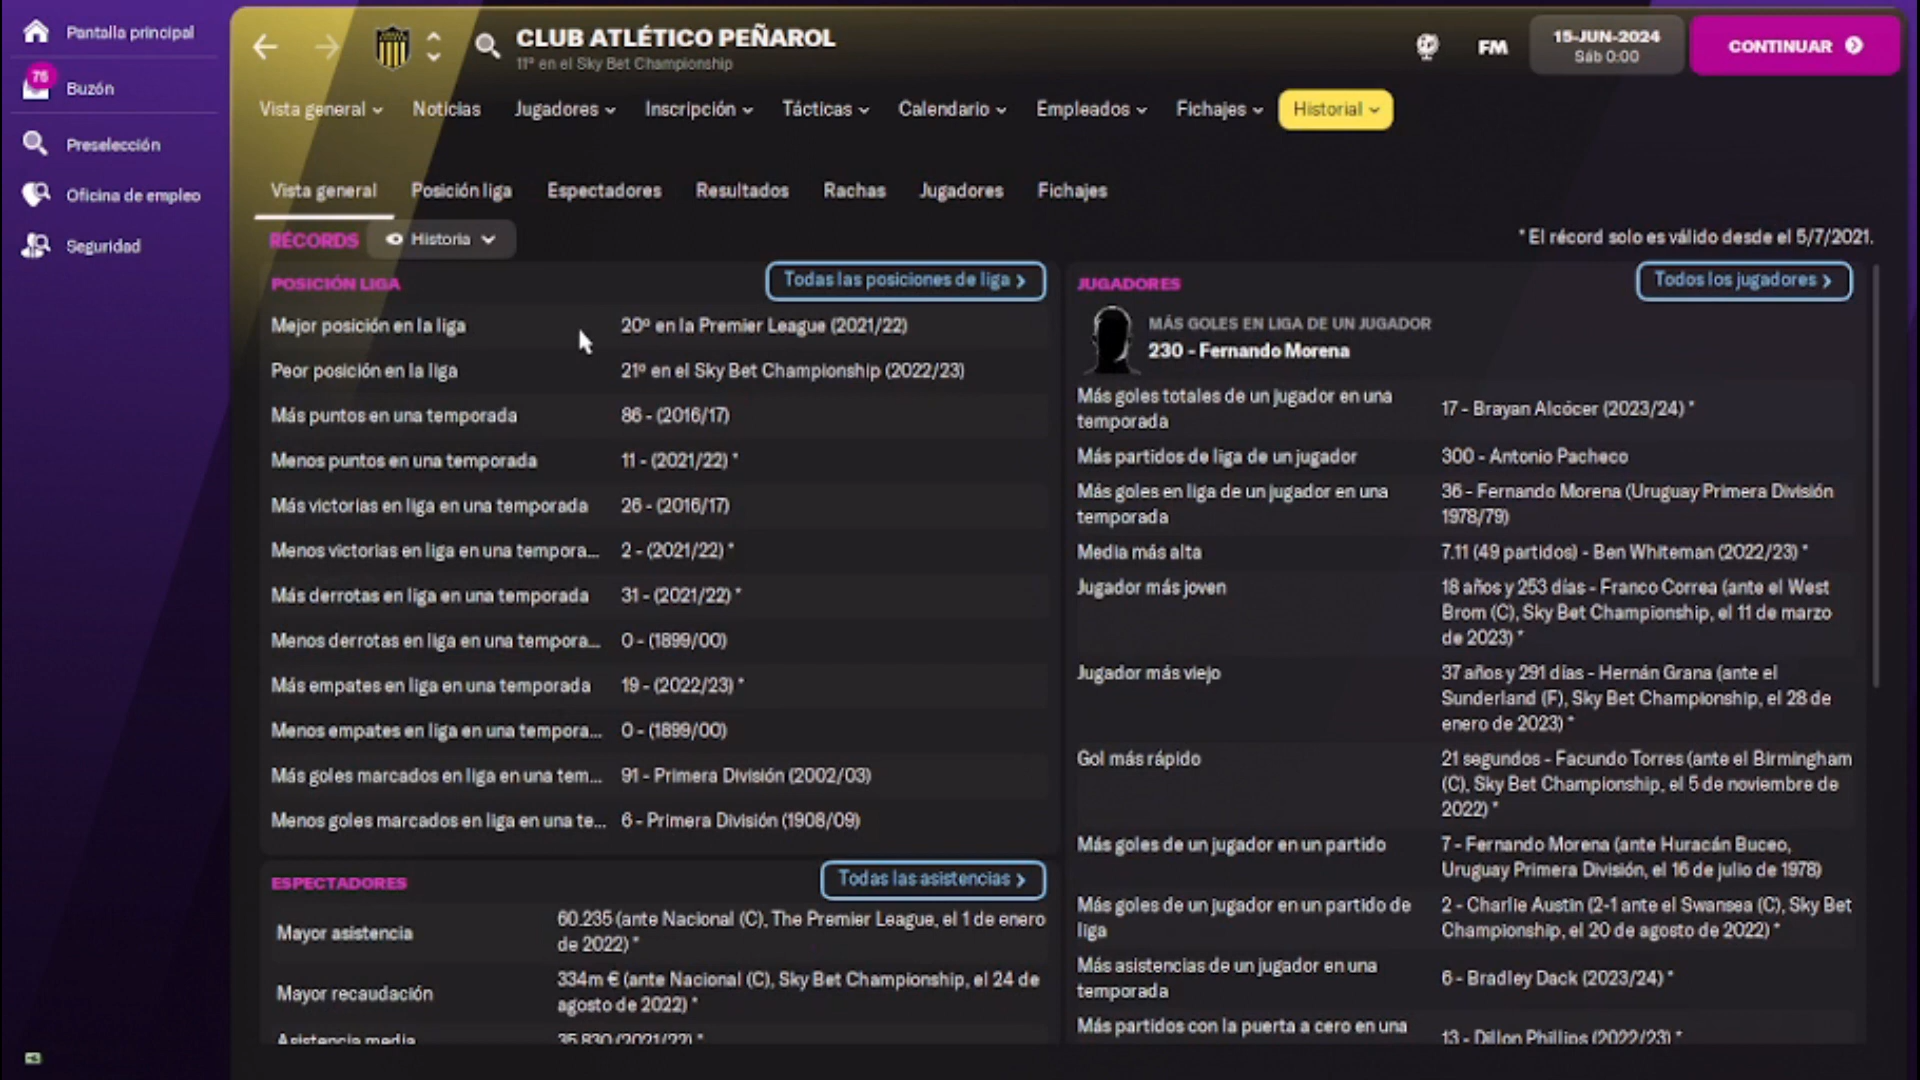 Pantalla principal
76
Buzón
Preselección
Oficina de empleo
Seguridad
CLUB ATLÉTICO PEÑAROL
11º en el Sky Bet Championship
FM
15-JUN-2024
Sáb 0:00
CONTINUAR
Vista general
Noticias
Jugadores
Inscripción
Tácticas
Calendario
Empleados
Fichajes
Historial
Vista general
Posición liga
Espectadores
Resultados
Rachas
Jugadores
Fichajes
RÉCORDS
Historia
* El récord solo es válido desde el 5/7/2021.
POSICIÓN LIGA
Todas las posiciones de liga >
Mejor posición en la liga 20º en la Premier League (2021/22)
Peor posición en la liga 21º en el Sky Bet Championship (2022/23)
Más puntos en una temporada 86 - (2016/17)
Menos puntos en una temporada 11 - (2021/22) *
Más victorias en liga en una temporada 26 - (2016/17)
Menos victorias en liga en una tempora... 2 - (2021/22) *
Más derrotas en liga en una temporada 31 - (2021/22) *
Menos derrotas en liga en una tempora... 0 - (1899/00)
Más empates en liga en una temporada 19 - (2022/23) *
Menos empates en liga en una tempora... 0 - (1899/00)
Más goles marcados en liga en una tem... 91 - Primera División (2002/03)
Menos goles marcados en liga en una te... 6 - Primera División (1908/09)
ESPECTADORES
Todas las asistencias >
Mayor asistencia 60.235 (ante Nacional (C), The Premier League, el 1 de enero
de 2022) *
Mayor recaudación 334m € (ante Nacional (C), Sky Bet Championship, el 24 de
agosto de 2022) *
Asistencia media 35.830 (2021/22) *
JUGADORES
Todos los jugadores >
MÁS GOLES EN LIGA DE UN JUGADOR
230 - Fernando Morena
Más goles totales de un jugador en una
temporada
17 - Brayan Alcócer (2023/24) *
Más partidos de liga de un jugador 300 - Antonio Pacheco
Más goles en liga de un jugador en una
temporada
36 - Fernando Morena (Uruguay Primera División
1978/79)
Media más alta 7.11 (49 partidos) - Ben Whiteman (2022/23) *
Jugador más joven 18 años y 253 días - Franco Correa (ante el West
Brom (C), Sky Bet Championship, el 11 de marzo
de 2023) *
Jugador más viejo 37 años y 291 días - Hernán Grana (ante el
Sunderland (F), Sky Bet Championship, el 28 de
enero de 2023) *
Gol más rápido 21 segundos - Facundo Torres (ante el Birmingham
(C), Sky Bet Championship, el 5 de noviembre de
2022) *
Más goles de un jugador en un partido 7 - Fernando Morena (ante Huracán Buceo,
Uruguay Primera División, el 16 de julio de 1978)
Más goles de un jugador en un partido de
liga
2 - Charlie Austin (2-1 ante el Swansea (C), Sky Bet
Championship, el 20 de agosto de 2022) *
Más asistencias de un jugador en una
temporada
6 - Bradley Dack (2023/24) *
Más partidos con la puerta a cero en una
13 - Dillon Phillips (2022/23) *